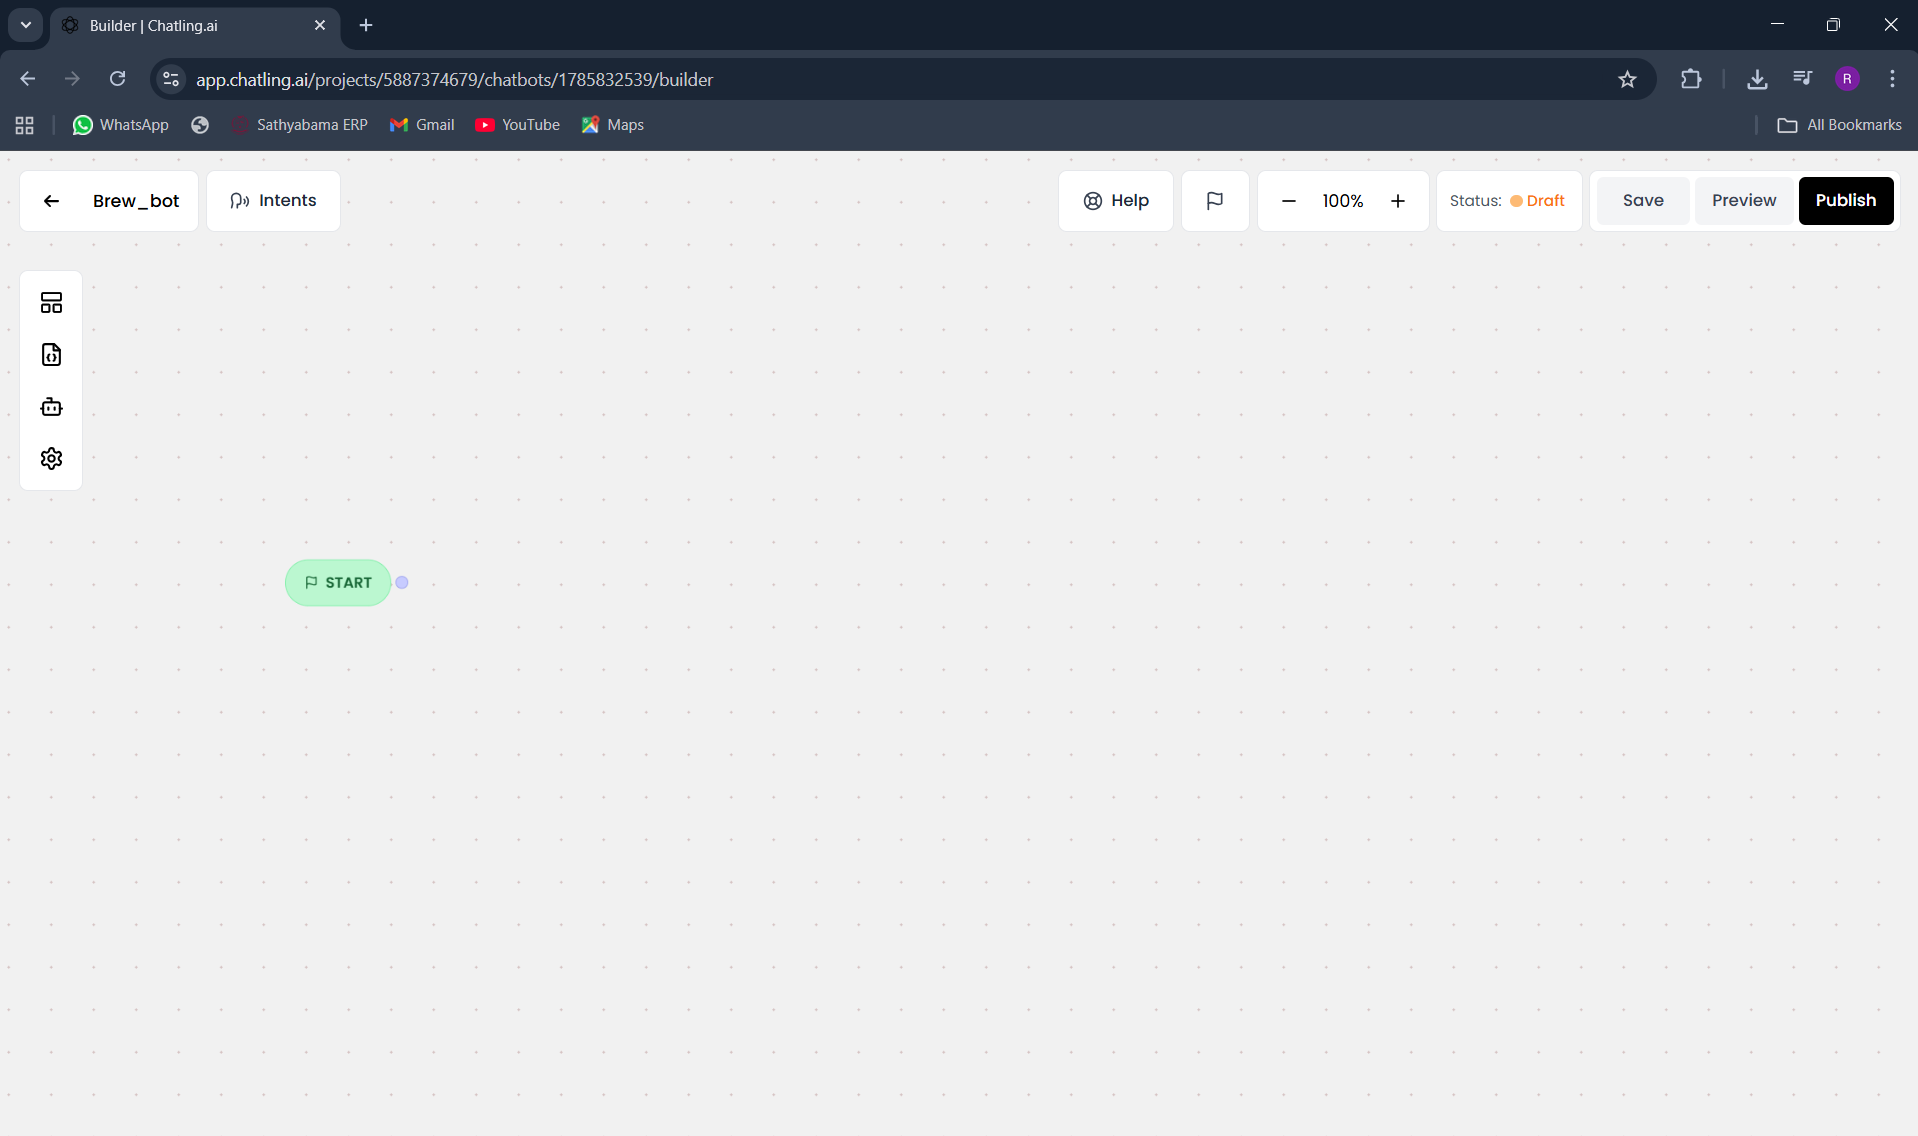 Builder | Chatling.ai
app.chatling.ai/projects/5887374679/chatbots/1785832539/builder
R
WhatsApp
Sathyabama ERP
Gmail
YouTube
Maps
All Bookmarks
Brew_bot
Intents
Help
100%
Status: Draft
Save
Preview
Publish
START